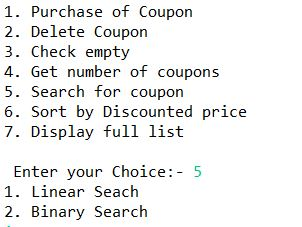 1. Purchase of Coupon
2. Delete Coupon
3. Check empty
4. Get number of coupons
5. Search for coupon
6. Sort by Discounted price
7. Display full list
Enter your Choice:- 5
1. Linear Seach
2. Binary Search